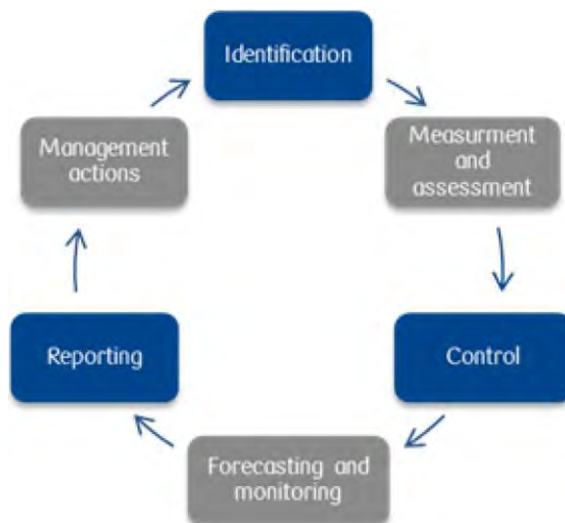 Identification
Measurment
and
assessment
Control
Forecasting and
monitoring
Reporting
Management
actions